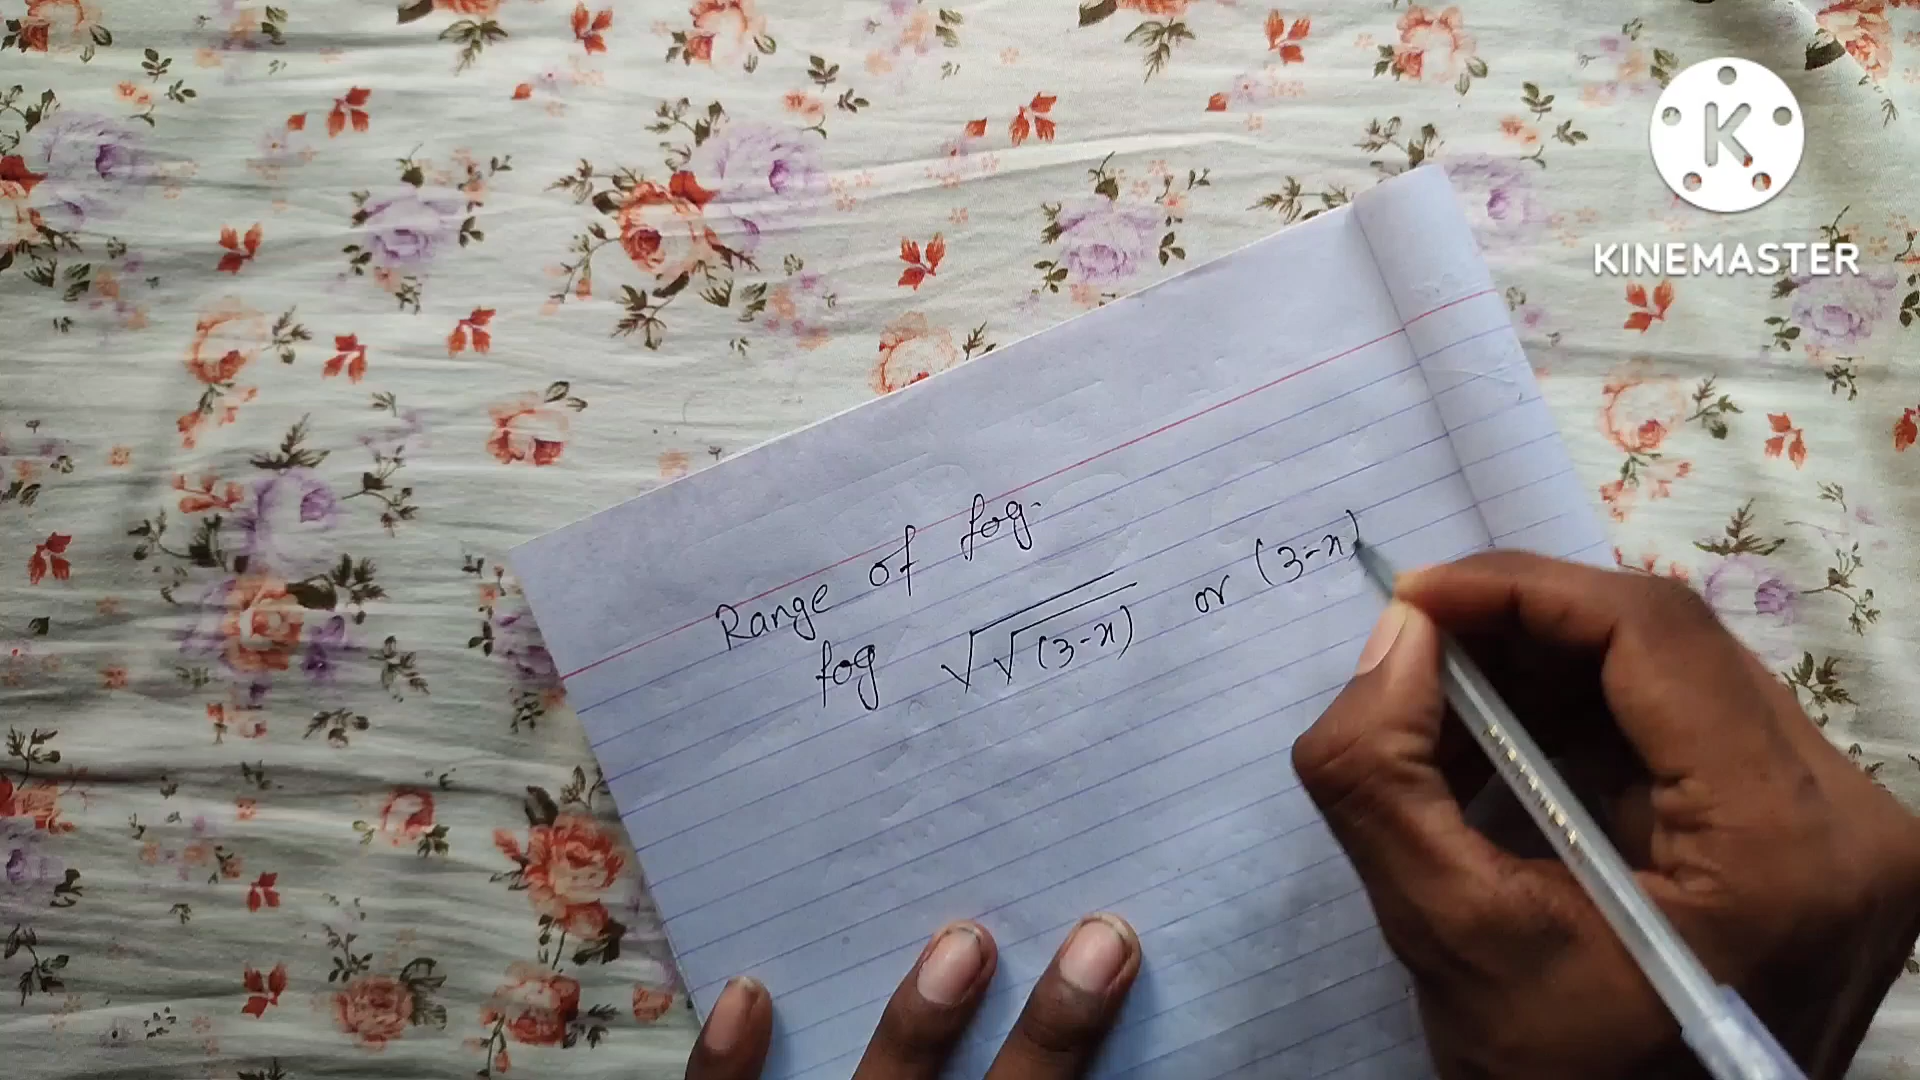 KINEMASTER
Range of fog.
fog √√(3-x) or (3-x)